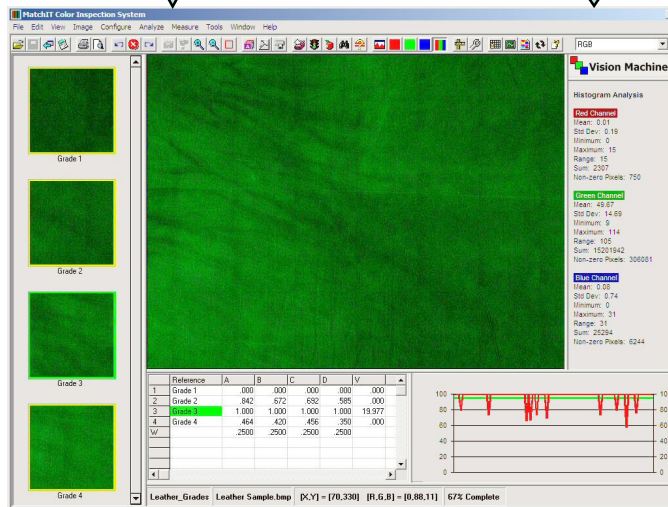 MatchIT Color Inspection System
File Edit View Image Configure Analyze Measure Tools Window Help
RGB
Grade 1
Grade 2
Grade 3
Grade 4
Vision Machine
Histogram Analysis
Red Channel
Mean: 0.01
Std Dev: 0.19
Minimum: 0
Maximum: 15
Range: 15
Sum: 2307
Non-zero Pixels: 750
Green Channel
Mean: 49.67
Std Dev: 14.69
Minimum: 9
Maximum: 114
Range: 105
Sum: 15201942
Non-zero Pixels: 306081
Blue Channel
Mean: 0.08
Std Dev: 0.74
Minimum: 0
Maximum: 31
Range: 31
Sum: 25294
Non-zero Pixels: 6244
Reference A B C D V
1 Grade 1 .000 .000 .000 .000 .000
2 Grade 2 .842 .672 .692 .585 .000
3 Grade 3 1.000 1.000 1.000 1.000 19.977
4 Grade 4 .464 .420 .456 .350 .000
W .2500 .2500 .2500 .2500
100 10
80 80
60 60
40 40
20 20
0 0
Leather_Grades Leather Sample.bmp [X,Y] = [70,330] [R,G,B] = [0,88,11] 67% Complete